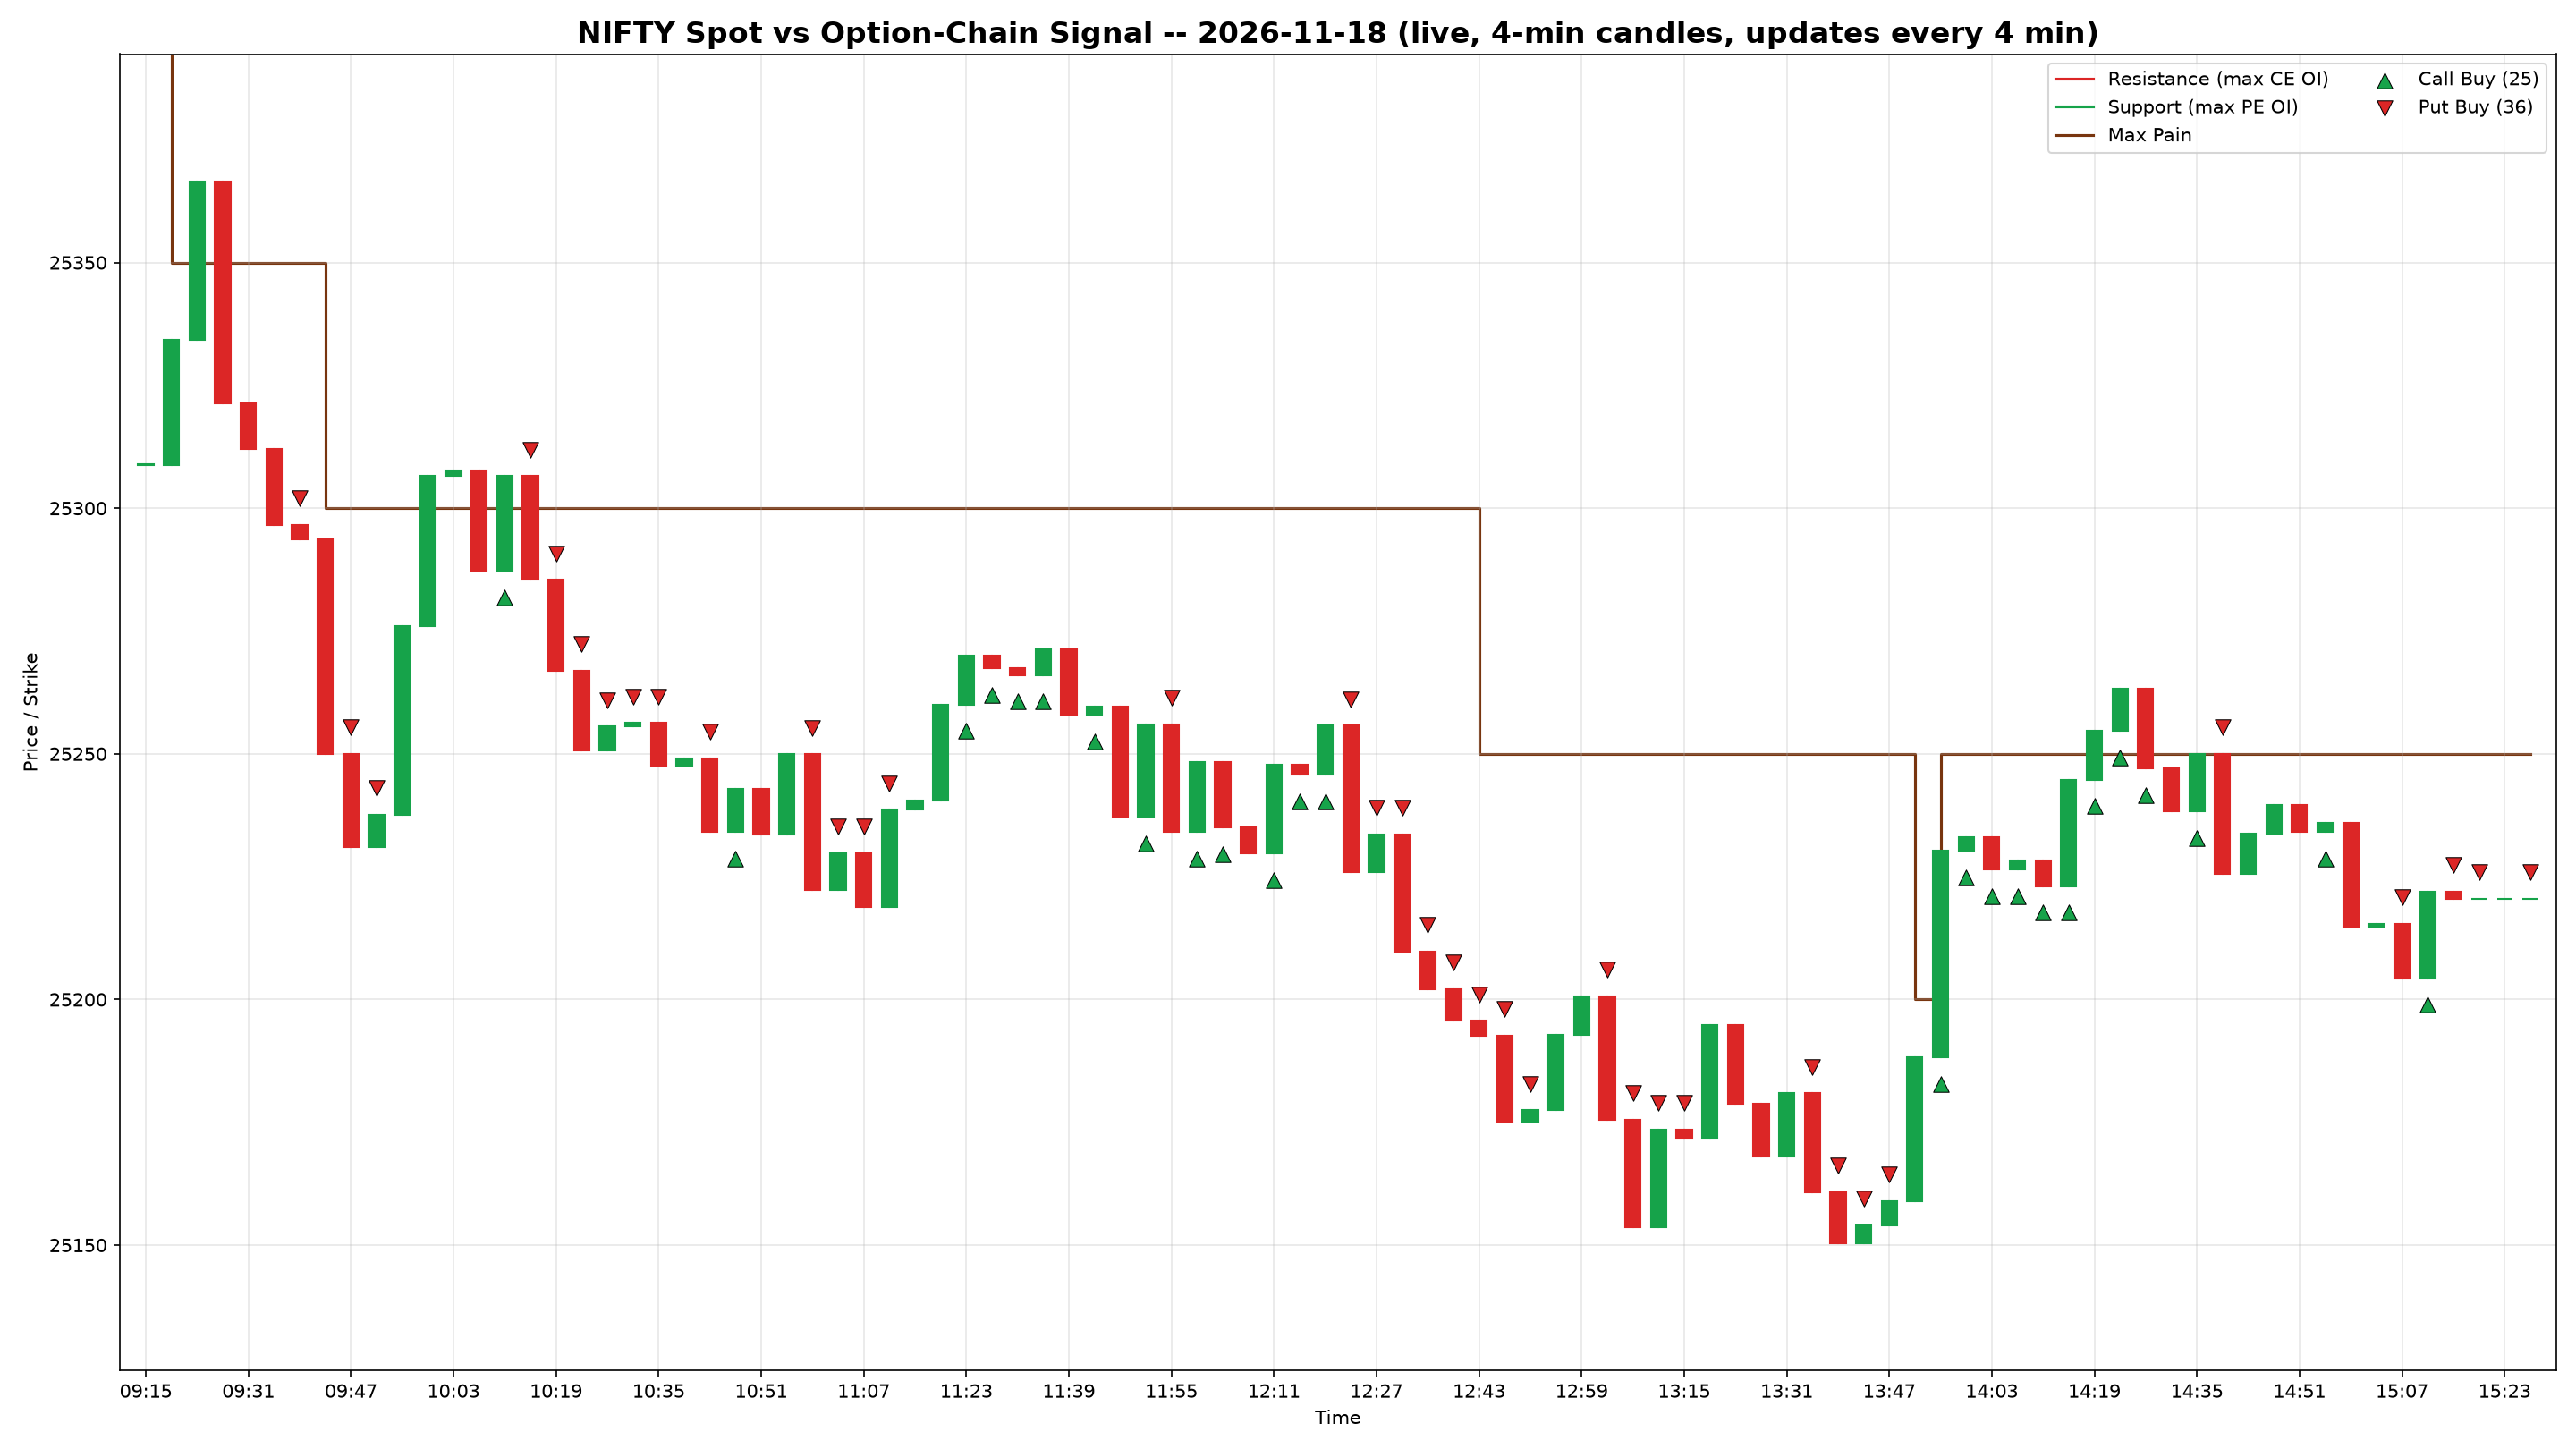 NIFTY Spot vs Option-Chain Signal -- 2026-11-18 (live, 4-min candles, updates every 4 min)
Resistance (max CE OI)
Support (max PE OI)
Max Pain
Call Buy (25)
Put Buy (36)
Price / Strike
25350
25300
25250
25200
25150
09:15 09:31 09:47 10:03 10:19 10:35 10:51 11:07 11:23 11:39 11:55 12:11 12:27 12:43 12:59 13:15 13:31 13:47 14:03 14:19 14:35 14:51 15:07 15:23
Time